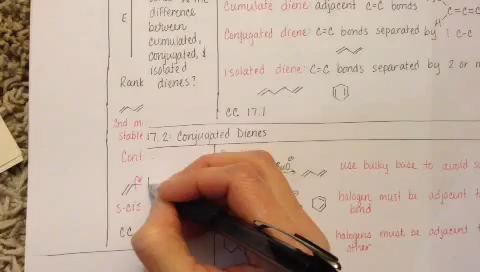 E
difference
between
cumulated,
conjugated, &
isolated
dienes?
Rank
2nd m
Stable
Cont
s-cis
CC
Cumulate diene: adjacent C=C bonds
C=C=C
H
Conjugated diene: C=C bonds separated by 1 C-C
Isolated diene: C=C bonds separated by 2 or m
CC 17.1
17.2: Conjugated Dienes
use bulky base to avoid s
halogen must be adjacent t
bond
halogens must be adjacent t
other